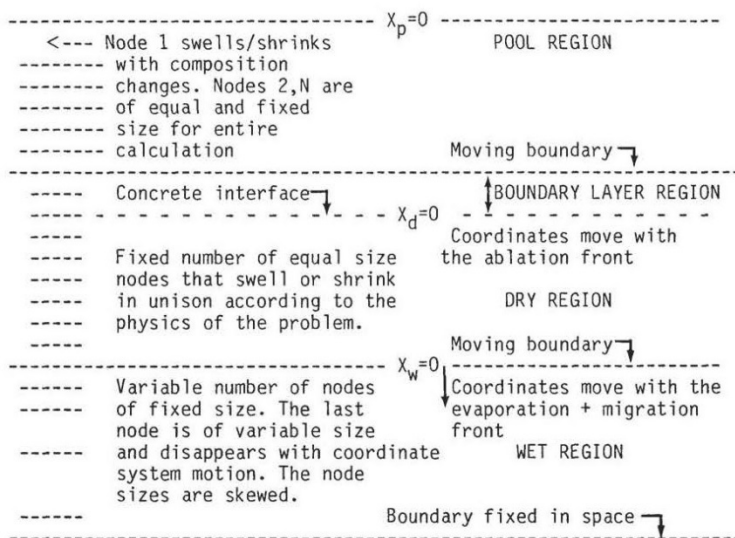 Xp=0
<--- Node 1 swells/shrinks POOL REGION
with composition
changes. Nodes 2,N are
of equal and fixed
size for entire
calculation Moving boundary
Concrete interface BOUNDARY LAYER REGION
Xd=0
Coordinates move with
Fixed number of equal size the ablation front
nodes that swell or shrink
in unison according to the DRY REGION
physics of the problem.
Moving boundary
Xw=0
Variable number of nodes Coordinates move with the
of fixed size. The last evaporation + migration
node is of variable size front
and disappears with coordinate WET REGION
system motion. The node
sizes are skewed.
Boundary fixed in space